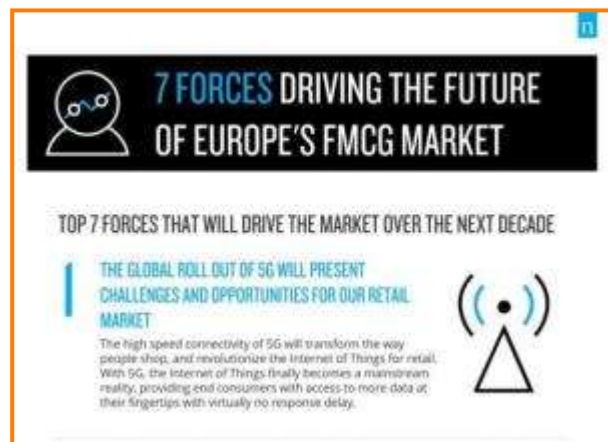 n
7 FORCES DRIVING THE FUTURE
OF EUROPE'S FMCG MARKET
TOP 7 FORCES THAT WILL DRIVE THE MARKET OVER THE NEXT DECADE
1
THE GLOBAL ROLL OUT OF 5G WILL PRESENT
CHALLENGES AND OPPORTUNITIES FOR OUR RETAIL
MARKET
The high speed connectivity of 5G will transform the way
people shop, and revolutionize the Internet of Things for retail.
With 5G, the Internet of Things finally becomes a mainstream
reality, providing end consumers with access to more data at
their fingertips with virtually no response delay.